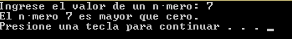 Ingrese el valor de un n·mero: 7
El n·mero 7 es mayor que cero.
Presione una tecla para continuar . . .